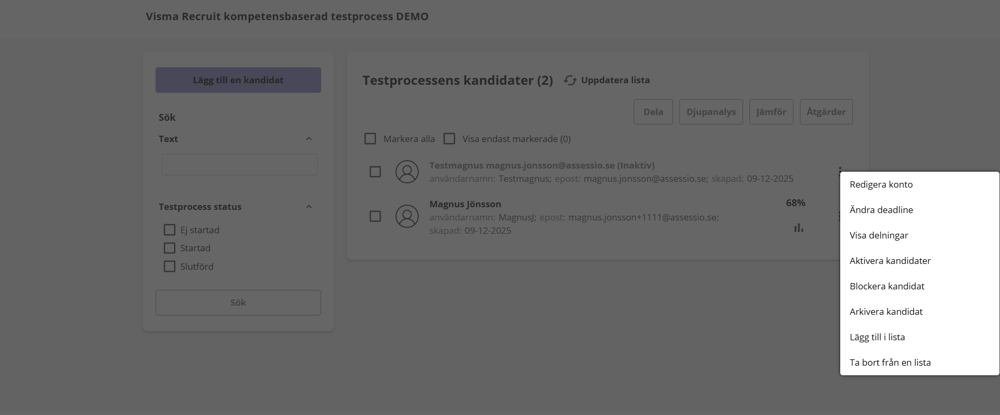 Visma Recruit kompetensbaserad testprocess DEMO
Lägg till en kandidat
Sök
Text
Testprocess status
Ej startad
Startad
Slutförd
Sök
Testprocessens kandidater (2) Uppdatera lista
Dela Djupanalys Jämför Åtgärder
Markera alla Visa endast markerade (0)
Testmagnus magnus.jonsson@assessio.se (Inaktiv)
användarnamn: Testmagnus; epost: magnus.jonsson@assessio.se; skapad: 09-12-2025
Magnus Jönsson 68%
användarnamn: MagnusJ; epost: magnus.jonsson+1111@assessio.se;
skapad: 09-12-2025
Redigera konto
Ändra deadline
Visa delningar
Aktivera kandidater
Blockera kandidat
Arkivera kandidat
Lägg till i lista
Ta bort från en lista